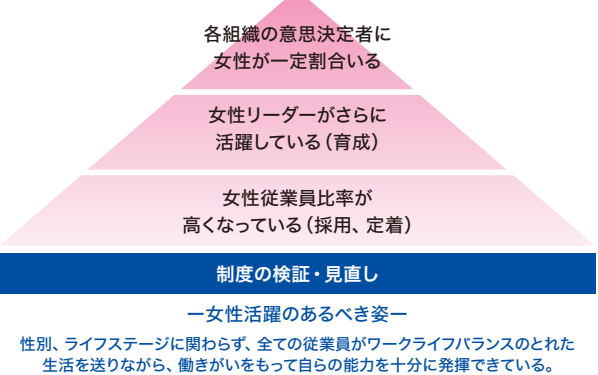 各組織の意思決定者に
女性が一定割合いる
女性リーダーがさらに
活躍している（育成）
女性従業員比率が
高くなっている（採用、定着）
制度の検証・見直し
ー女性活躍のあるべき姿ー
性別、ライフステージに関わらず、全ての従業員がワークライフバランスのとれた
生活を送りながら、働きがいをもって自らの能力を十分に発揮できている。